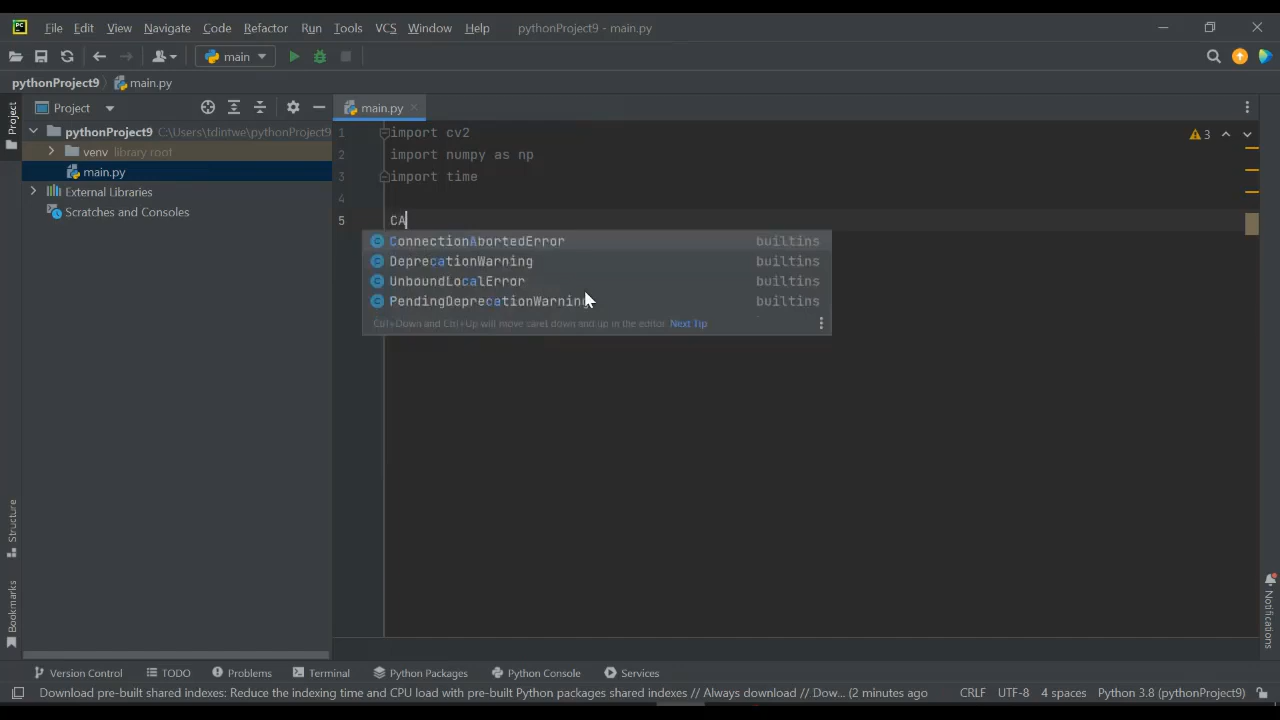 PC File Edit View Navigate Code Refactor Run Tools VCS Window Help pythonProject9 - main.py
main
pythonProject9 main.py
Project
Project
main.py
pythonProject9 C:\Users\tdintwe\pythonProject9
venv library root
main.py
External Libraries
Scratches and Consoles
1 import cv2
2 import numpy as np
3 import time
4
5 CA
3
ConnectionAbortedError builtins
DeprecationWarning builtins
UnboundLocalError builtins
PendingDeprecationWarning builtins
Ctrl+Down and Ctrl+Up will move caret down and up in the editor Next Tip
Structure
Bookmarks
Notifications
Version Control TODO Problems Terminal Python Packages Python Console Services
Download pre-built shared indexes: Reduce the indexing time and CPU load with pre-built Python packages shared indexes // Always download // Dow... (2 minutes ago CRLF UTF-8 4 spaces Python 3.8 (pythonProject9)